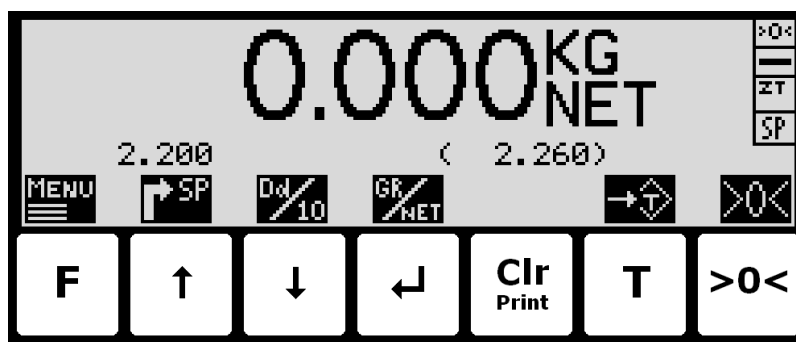 0.000 KG NET
>0<
ZT
SP
2.200 ( 2.260)
MENU SP Dd/10 GR/NET →T >0<
F ↑ ↓ ↵ Clr Print T >0<